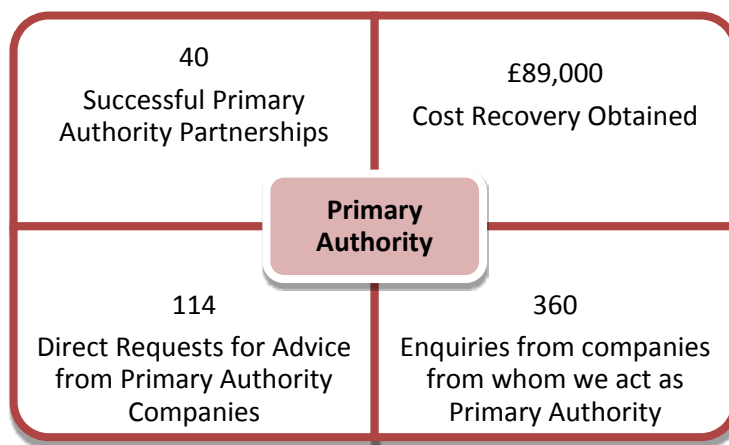 40
Successful Primary
Authority Partnerships
£89,000
Cost Recovery Obtained
Primary
Authority
114
Direct Requests for Advice
from Primary Authority
Companies
360
Enquiries from companies
from whom we act as
Primary Authority